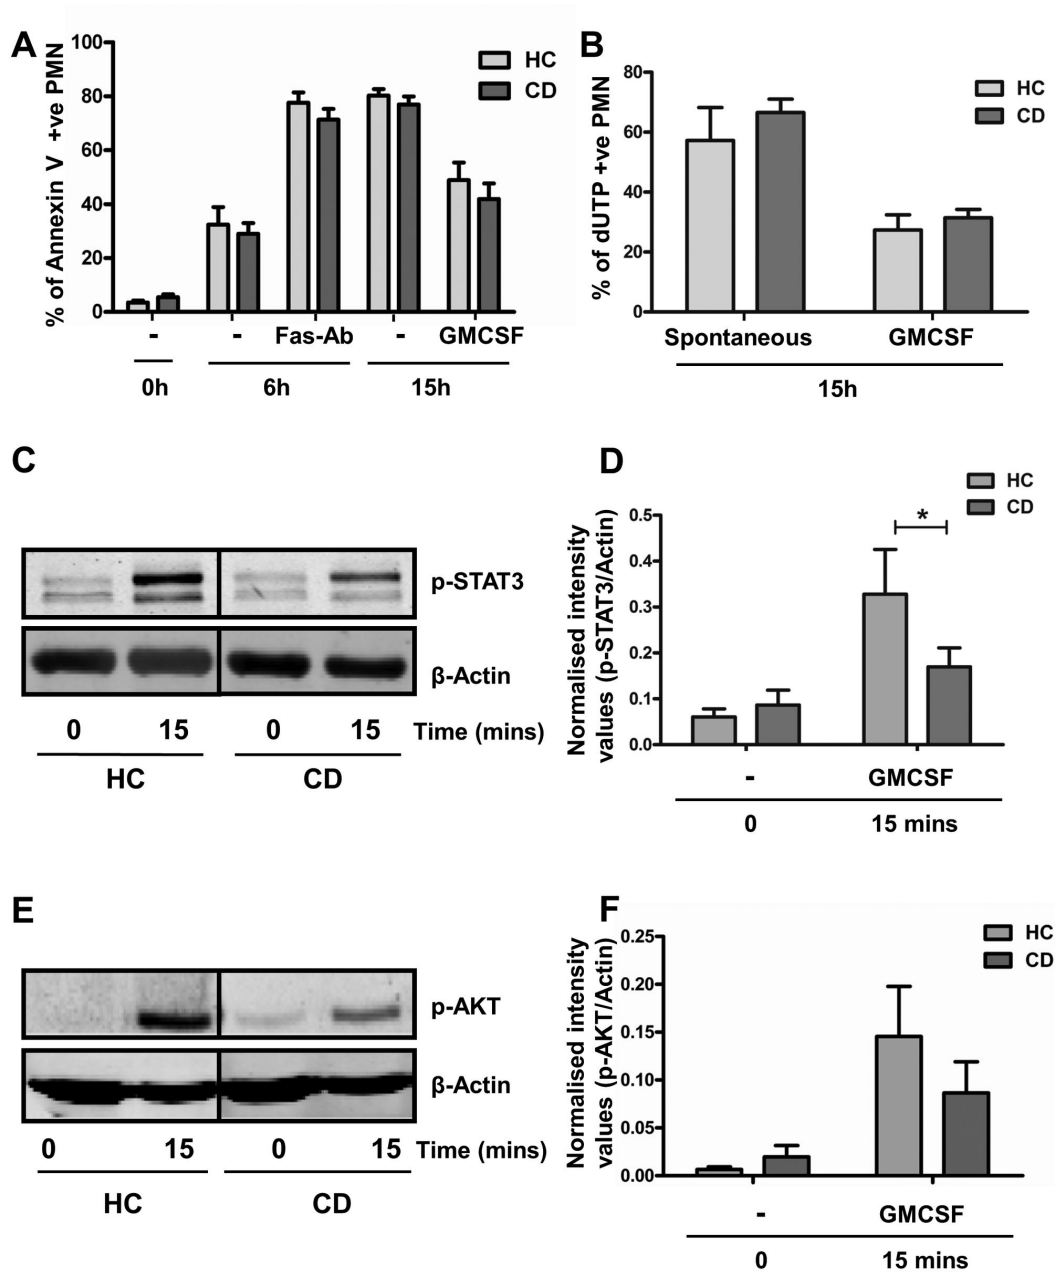 A
% of Annexin V +ve PMN
100
80
60
40
20
0
HC
CD
- - Fas-Ab - GMCSF
0h 6h 15h
B
% of dUTP +ve PMN
80
60
40
20
0
HC
CD
Spontaneous GMCSF
15h
C
p-STAT3
ß-Actin
0 15 0 15 Time (mins)
HC CD
D
Normalised intensity
values (p-STAT3/Actin)
0.5
0.4
0.3
0.2
0.1
0.0
HC
CD
*
- GMCSF
0 15 mins
E
p-AKT
ß-Actin
0 15 0 15 Time (mins)
HC CD
F
Normalised intensity
values (p-AKT/Actin)
0.25
0.20
0.15
0.10
0.05
0.00
HC
CD
- GMCSF
0 15 mins